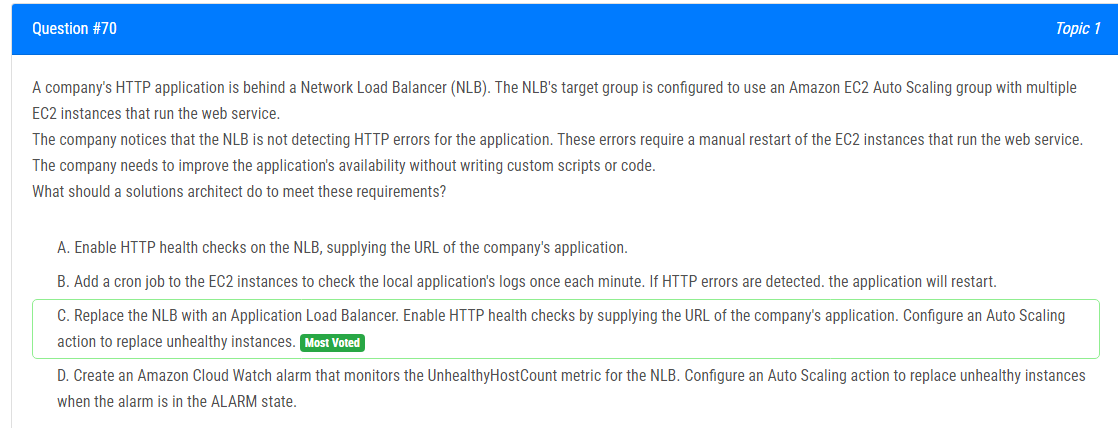 Question #70
Topic 1
A company's HTTP application is behind a Network Load Balancer (NLB). The NLB's target group is configured to use an Amazon EC2 Auto Scaling group with multiple
EC2 instances that run the web service.
The company notices that the NLB is not detecting HTTP errors for the application. These errors require a manual restart of the EC2 instances that run the web service.
The company needs to improve the application's availability without writing custom scripts or code.
What should a solutions architect do to meet these requirements?
A. Enable HTTP health checks on the NLB, supplying the URL of the company's application.
B. Add a cron job to the EC2 instances to check the local application's logs once each minute. If HTTP errors are detected. the application will restart.
C. Replace the NLB with an Application Load Balancer. Enable HTTP health checks by supplying the URL of the company's application. Configure an Auto Scaling
action to replace unhealthy instances. Most Voted
D. Create an Amazon Cloud Watch alarm that monitors the UnhealthyHostCount metric for the NLB. Configure an Auto Scaling action to replace unhealthy instances
when the alarm is in the ALARM state.